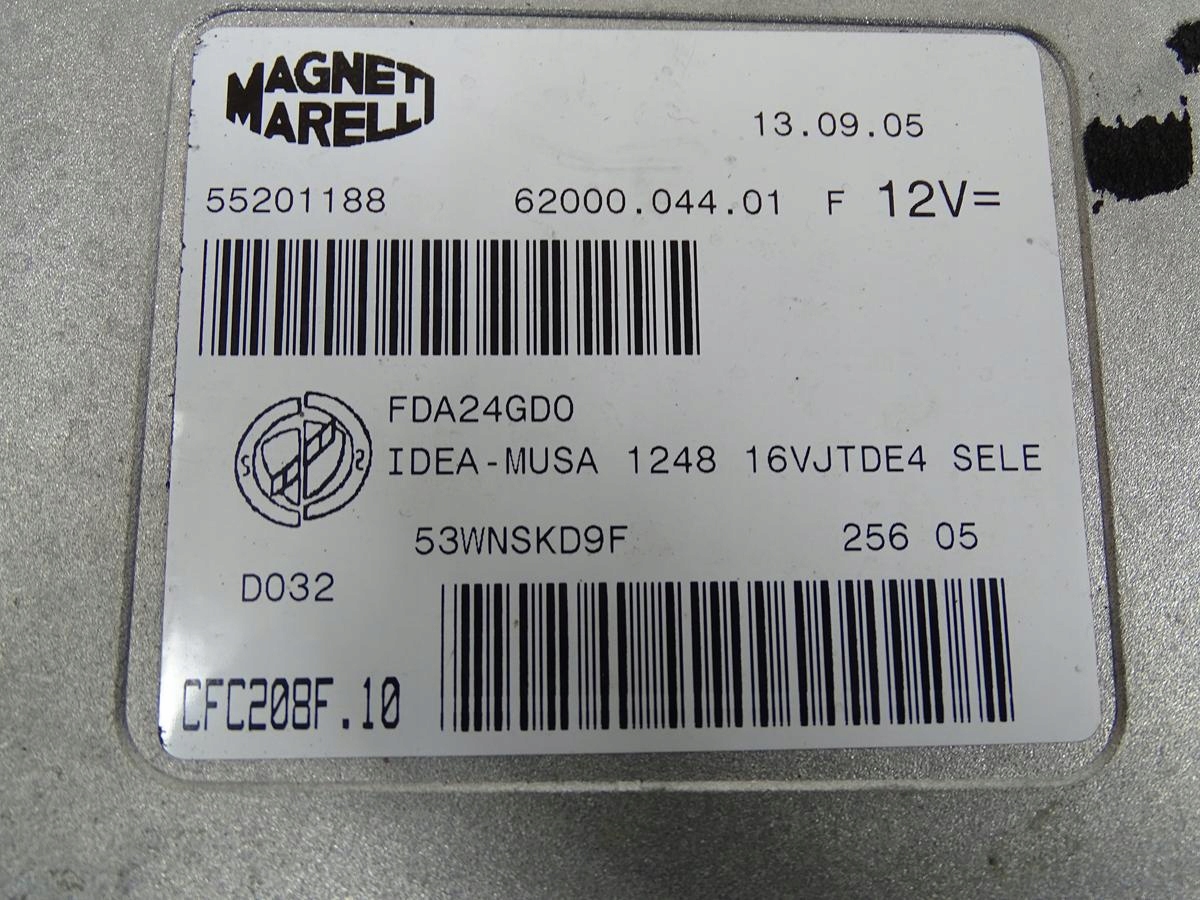 MAGNETI
MARELLI
13.09.05
55201188 62000.044.01 F 12V=
FDA24GD0
IDEA-MUSA 1248 16VJTDE4 SELE
53WNSKD9F 256 05
D032
CFC208F.10